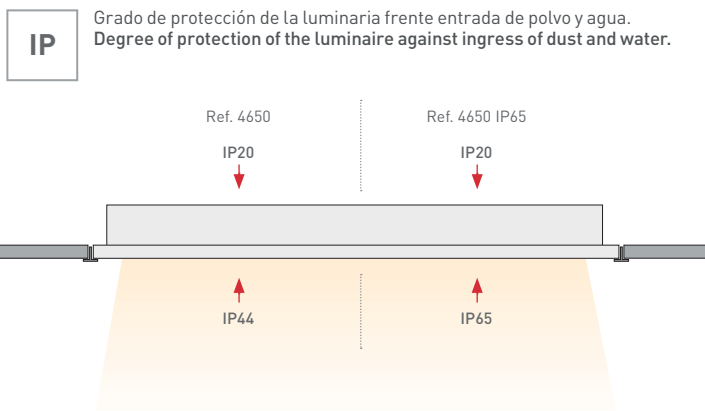 IP
Grado de protección de la luminaria frente entrada de polvo y agua.
Degree of protection of the luminaire against ingress of dust and water.
Ref. 4650
Ref. 4650 IP65
IP20
IP20
IP44
IP65